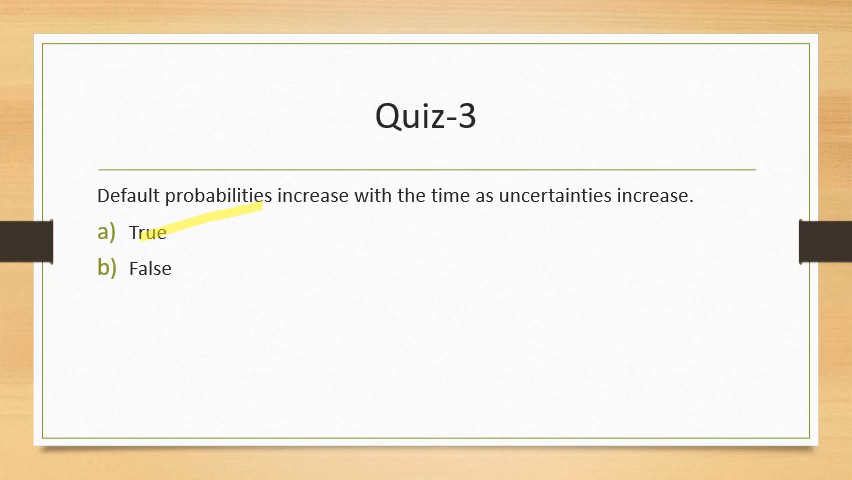 Quiz-3
Default probabilities increase with the time as uncertainties increase.
a) True
b) False